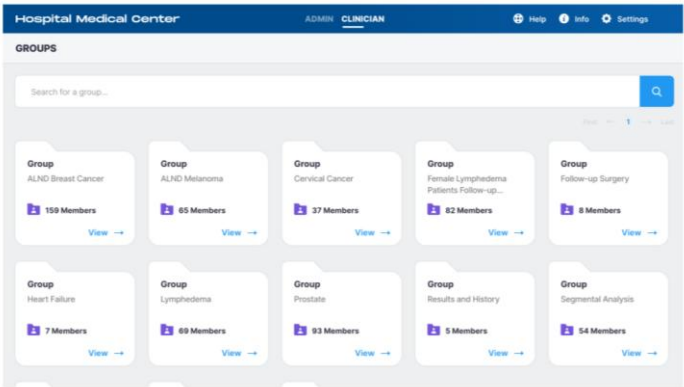 Hospital Medical Center ADMIN CLINICIAN Help Info Settings
GROUPS
Search for a group...
First ← 1 → Last
Group
ALND Breast Cancer
159 Members
View →
Group
ALND Melanoma
65 Members
View →
Group
Cervical Cancer
37 Members
View →
Group
Female Lymphedema
Patients Follow-up...
82 Members
View →
Group
Follow-up Surgery
8 Members
View →
Group
Heart Failure
7 Members
View →
Group
Lymphedema
69 Members
View →
Group
Prostate
93 Members
View →
Group
Results and History
5 Members
View →
Group
Segmental Analysis
54 Members
View →